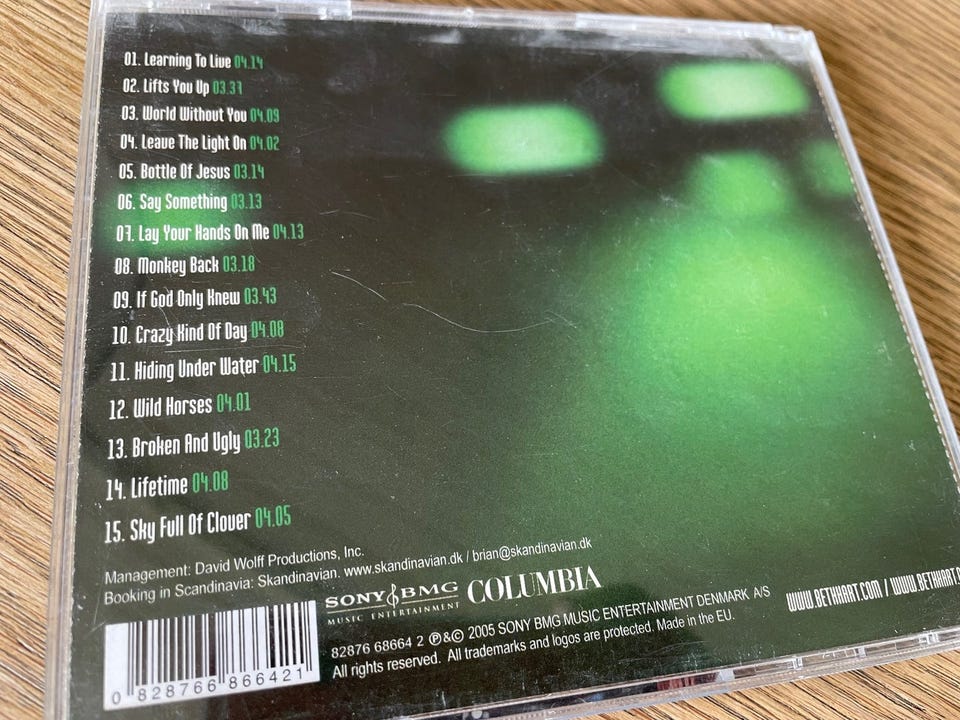 01. Learning To Live 04.14
02. Lifts You Up 03.31
03. World Without You 04.09
04. Leave The Light On 04.02
05. Bottle Of Jesus 03.14
06. Say Something 03.13
07. Lay Your Hands On Me 04.13
08. Monkey Back 03.18
09. If God Only Knew 03.43
10. Crazy Kind Of Day 04.08
11. Hiding Under Water 04.15
12. Wild Horses 04.01
13. Broken And Ugly 03.23
14. Lifetime 04.08
15. Sky Full Of Clover 04.05
Management: David Wolff Productions, Inc.
Booking in Scandinavia: Skandinavian. www.skandinavian.dk / brian@skandinavian.dk
SONY BMG COLUMBIA
MUSIC ENTERTAINMENT
82876 68664 2 ℗&© 2005 SONY BMG MUSIC ENTERTAINMENT DENMARK A/S
All rights reserved. All trademarks and logos are protected. Made in the EU.
WWW.BETHHART.COM /
0 828766 866421